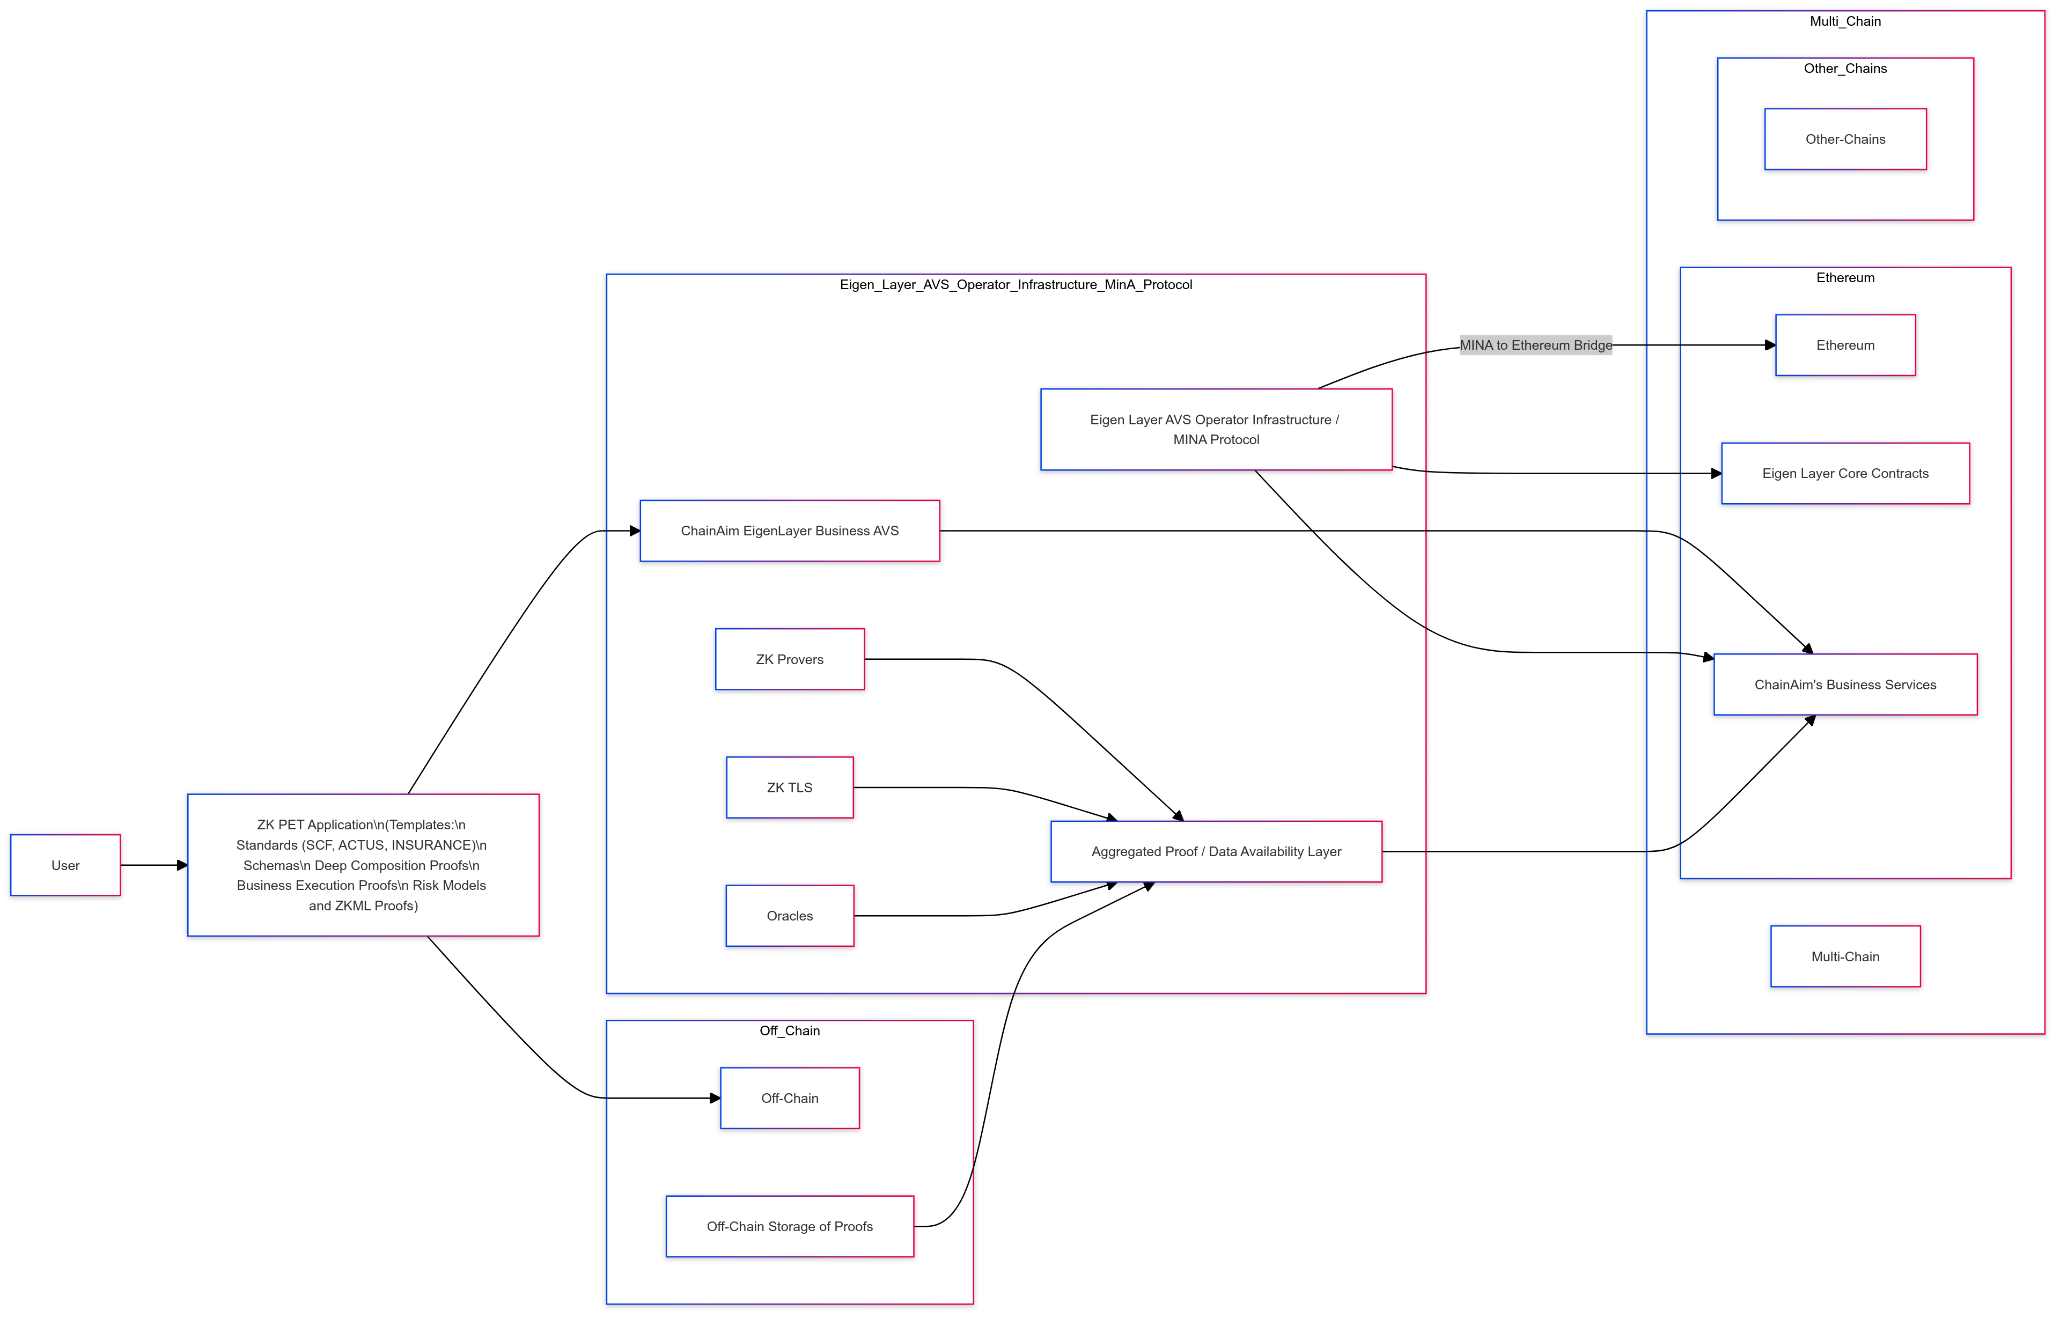 Multi_Chain
Other_Chains
Other-Chains
Eigen_Layer_AVS_Operator_Infrastructure_MinA_Protocol
Ethereum
MINA to Ethereum Bridge
Ethereum
Eigen Layer AVS Operator Infrastructure /
MINA Protocol
Eigen Layer Core Contracts
ChainAim EigenLayer Business AVS
ZK Provers
ChainAim's Business Services
ZK TLS
User
ZK PET Application\n(Templates:\n
Standards (SCF, ACTUS, INSURANCE)\n
Schemas\n Deep Composition Proofs\n
Business Execution Proofs\n Risk Models
and ZKML Proofs)
Aggregated Proof / Data Availability Layer
Oracles
Multi-Chain
Off_Chain
Off-Chain
Off-Chain Storage of Proofs